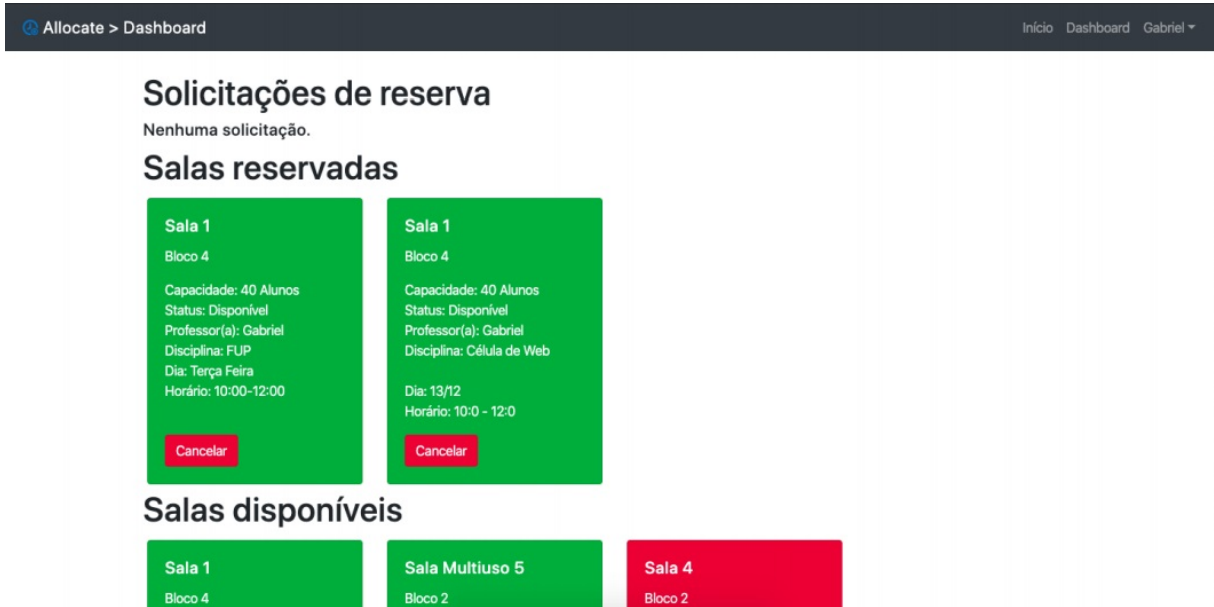 Allocate > Dashboard
Início Dashboard Gabriel
Solicitações de reserva
Nenhuma solicitação.
Salas reservadas
Sala 1
Bloco 4
Capacidade: 40 Alunos
Status: Disponível
Professor(a): Gabriel
Disciplina: FUP
Dia: Terça Feira
Horário: 10:00-12:00
Cancelar
Sala 1
Bloco 4
Capacidade: 40 Alunos
Status: Disponível
Professor(a): Gabriel
Disciplina: Célula de Web
Dia: 13/12
Horário: 10:0 - 12:0
Cancelar
Salas disponíveis
Sala 1
Bloco 4
Sala Multiuso 5
Bloco 2
Sala 4
Bloco 2